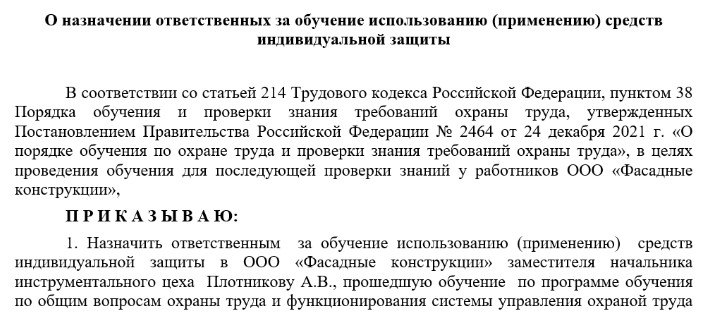 О назначении ответственных за обучение использованию (применению) средств
индивидуальной защиты
В соответствии со статьей 214 Трудового кодекса Российской Федерации, пунктом 38
Порядка обучения и проверки знания требований охраны труда, утвержденных
Постановлением Правительства Российской Федерации № 2464 от 24 декабря 2021 г. «О
порядке обучения по охране труда и проверки знания требований охраны труда», в целях
проведения обучения для последующей проверки знаний у работников ООО «Фасадные
конструкции»,
П Р И К А З Ы В А Ю:
1. Назначить ответственным за обучение использованию (применению) средств
индивидуальной защиты в ООО «Фасадные конструкции» заместителя начальника
инструментального цеха Плотникову А.В., прошедшую обучение по программе обучения
по общим вопросам охраны труда и функционирования системы управления охраной труда